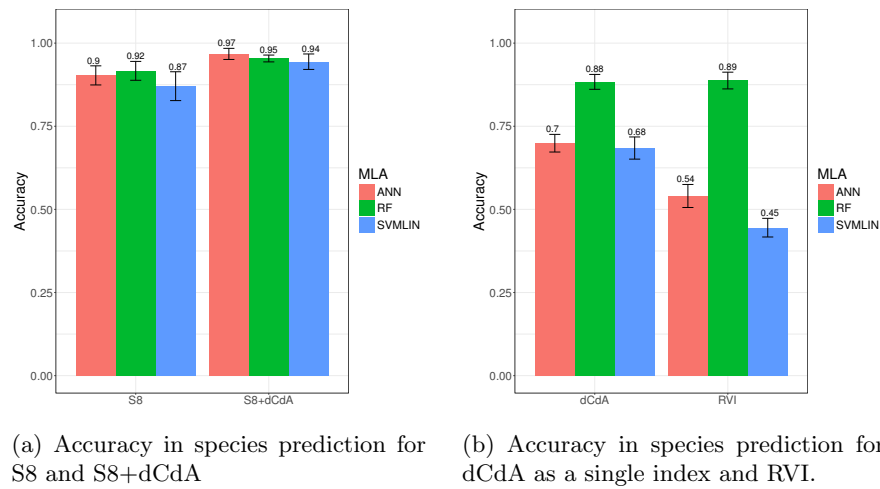 0.97
0.95
0.94
0.9
0.92
0.87
1.00
0.75
0.50
0.25
0.00
Accuracy
S8
S8+dCdA
MLA
ANN
RF
SVMLIN
0.88
0.89
0.7
0.68
0.54
0.45
1.00
0.75
0.50
0.25
0.00
Accuracy
dCdA
RVI
MLA
ANN
RF
SVMLIN
(a) Accuracy in species prediction for
S8 and S8+dCdA
(b) Accuracy in species prediction for
dCdA as a single index and RVI.